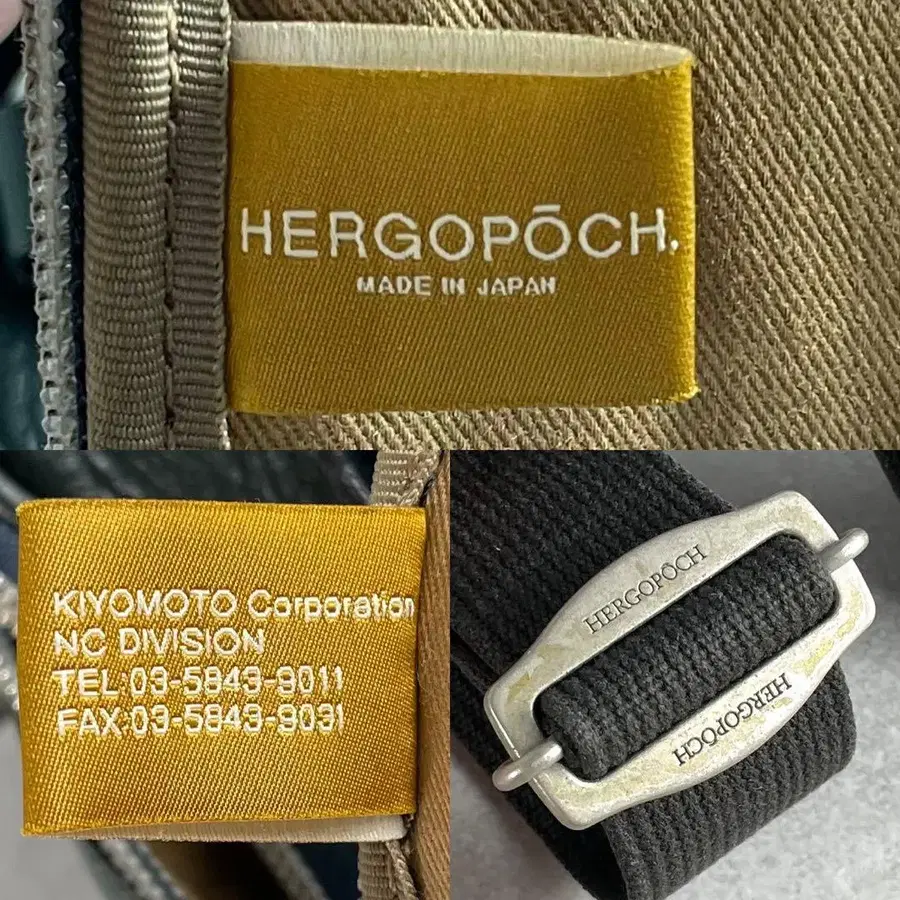 HERGOPŌCH.
MADE IN JAPAN
KIYOMOTO Corporation
NC DIVISION
TEL:03-5843-9011
FAX:03-5843-9031
HERGOPŌCH
HERGOPŌCH